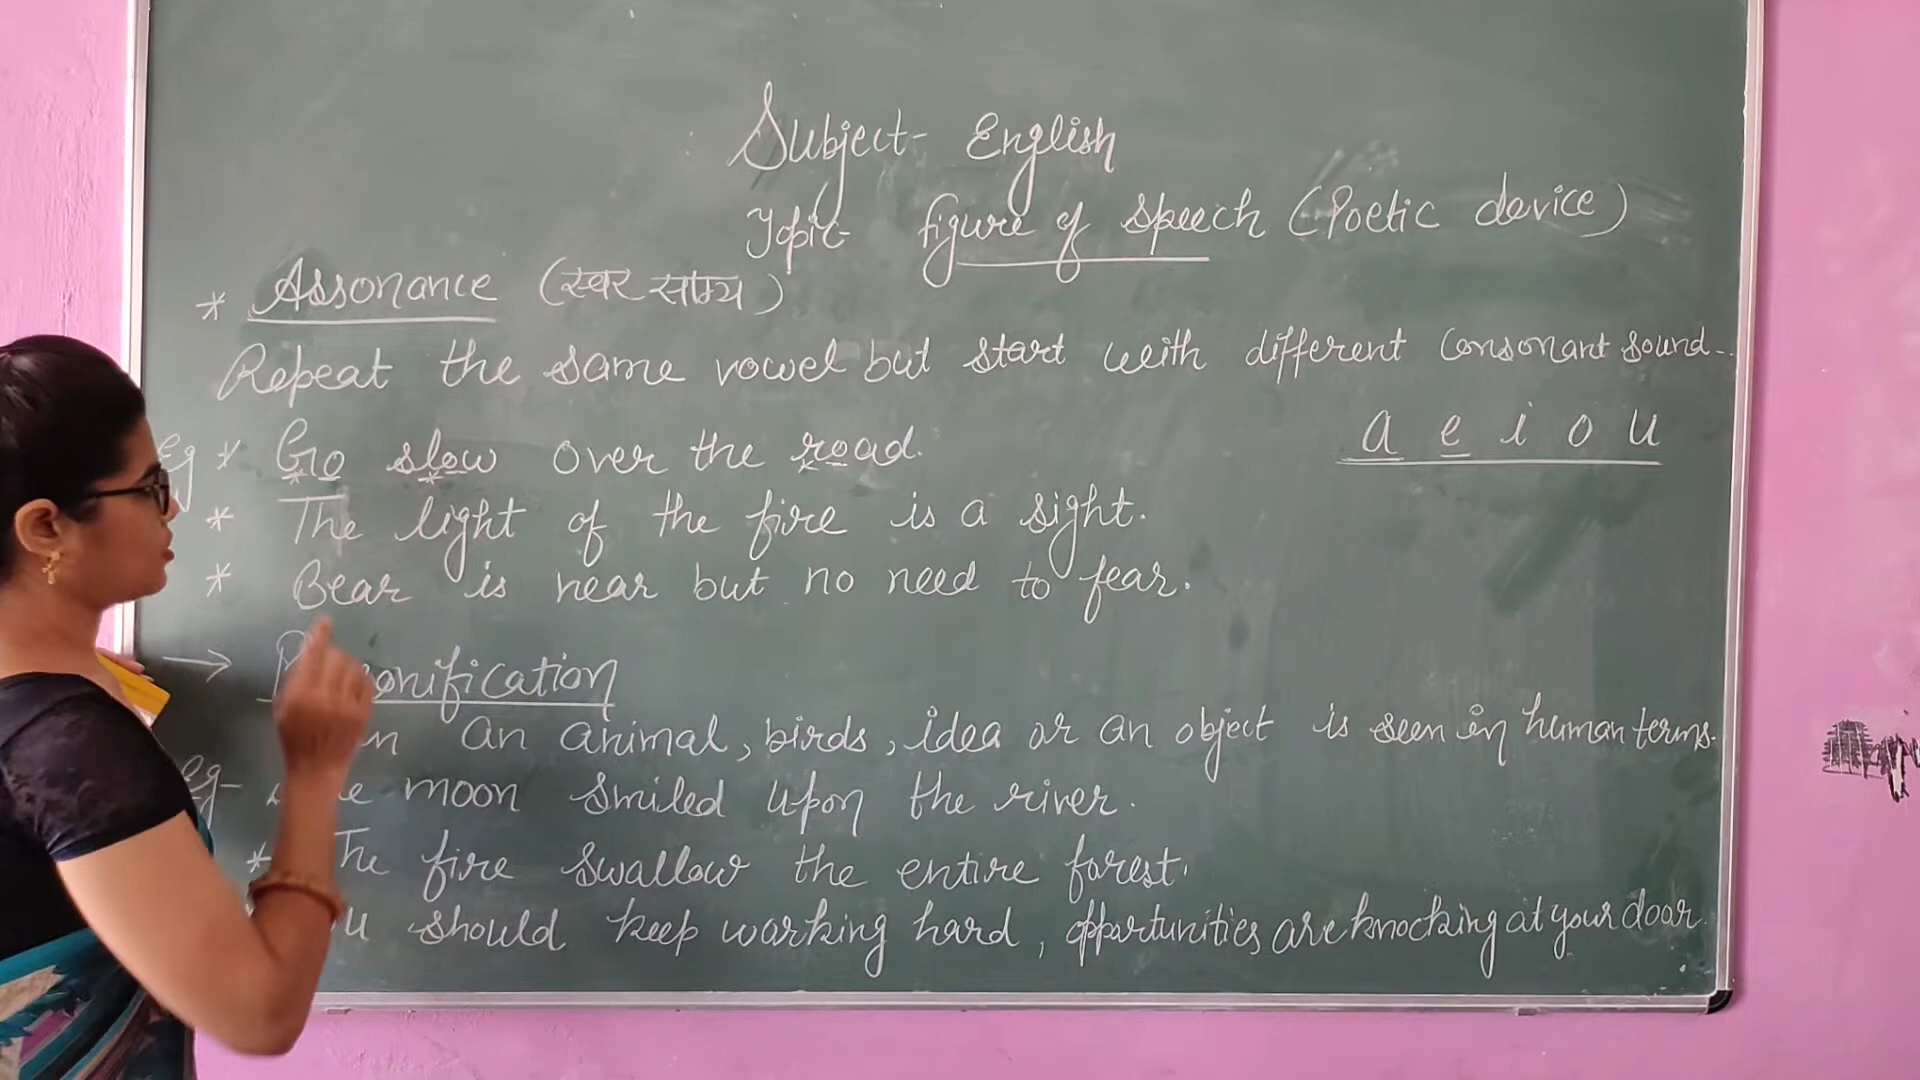 Subject- English
Topic- figure of speech (Poetic device)
* Assonance (स्वर साम्य)
Repeat the same vowel but start with different consonant sound-.
a e i o u
eg * Go slow over the road.
* The light of the fire is a sight.
* Bear is near but no need to fear.
→
an animal, birds, idea or an object is seen in human terms.
eg- moon smiled upon the river.
* The fire swallow the entire forest.
should keep working hard, opportunities are knocking at your door.